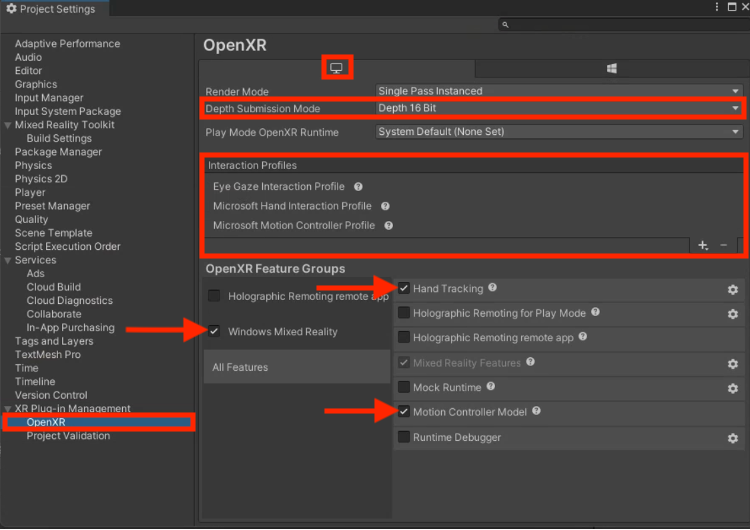 Project Settings
Adaptive Performance
Audio
Editor
Graphics
Input Manager
Input System Package
Mixed Reality Toolkit
Build Settings
Package Manager
Physics
Physics 2D
Player
Preset Manager
Quality
Scene Template
Script Execution Order
Services
Ads
Cloud Build
Cloud Diagnostics
Collaborate
In-App Purchasing
Tags and Layers
TextMesh Pro
Time
Timeline
Version Control
XR Plug-in Management
OpenXR
Project Validation
OpenXR
Render Mode Single Pass Instanced
Depth Submission Mode Depth 16 Bit
Play Mode OpenXR Runtime System Default (None Set)
Interaction Profiles
Eye Gaze Interaction Profile
Microsoft Hand Interaction Profile
Microsoft Motion Controller Profile
OpenXR Feature Groups
Holographic Remoting remote app
Windows Mixed Reality
All Features
Hand Tracking
Holographic Remoting for Play Mode
Holographic Remoting remote app
Mixed Reality Features
Mock Runtime
Motion Controller Model
Runtime Debugger